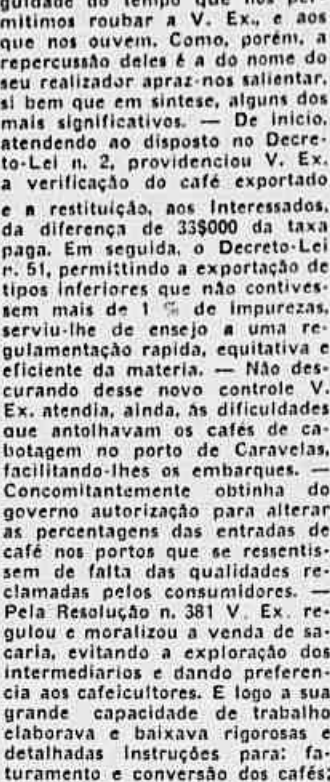 guidade do tempo que nos per-
mitimos roubar a V. Ex., e aos
que nos ouvem. Como, porém, a
repercussão deles é a do nome do
seu realizador apraz-nos salientar,
si bem que em sintese, alguns dos
mais significativos. — De inicio,
atendendo ao disposto no Decre-
to-Lei n. 2, providenciou V. Ex.
a verificação do café exportado
e a restituição, aos Interessados,
da diferença de 33$000 da taxa
paga. Em seguida, o Decreto-Lei
n. 51, permittindo a exportação de
tipos inferiores que não contives-
sem mais de 1 % de impurezas,
serviu-lhe de ensejo a uma re-
gulamentação rapida, equitativa e
eficiente da materia. — Não des-
curando desse novo controle V.
Ex. atendia, ainda, ás dificuldades
que antolhavam os cafés de ca-
botagem no porto de Caravelas,
facilitando-lhes os embarques. —
Concomitantemente obtinha do
governo autorização para alterar
as percentagens das entradas de
café nos portos que se ressentis-
sem de falta das qualidades re-
clamadas pelos consumidores. —
Pela Resolução n. 381 V. Ex. re-
gulou e moralizou a venda de sa-
caria, evitando a exploração dos
intermediarios e dando preferen-
cia aos cafeicultores. E logo a sua
grande capacidade de trabalho
elaborava e baixava rigorosas e
detalhadas Instruções para: fa-
turamento e conversão dos cafés